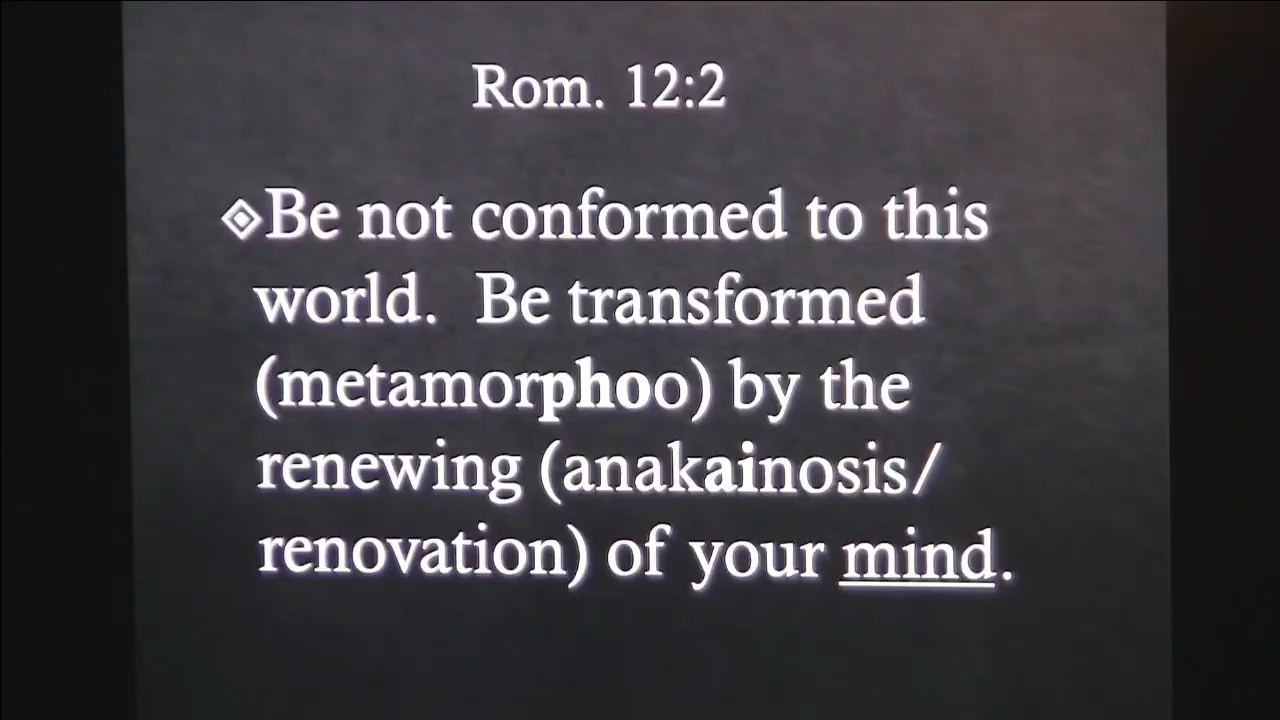 Rom. 12:2
Be not conformed to this
world. Be transformed
(metamorphoo) by the
renewing (anakainosis/
renovation) of your mind.